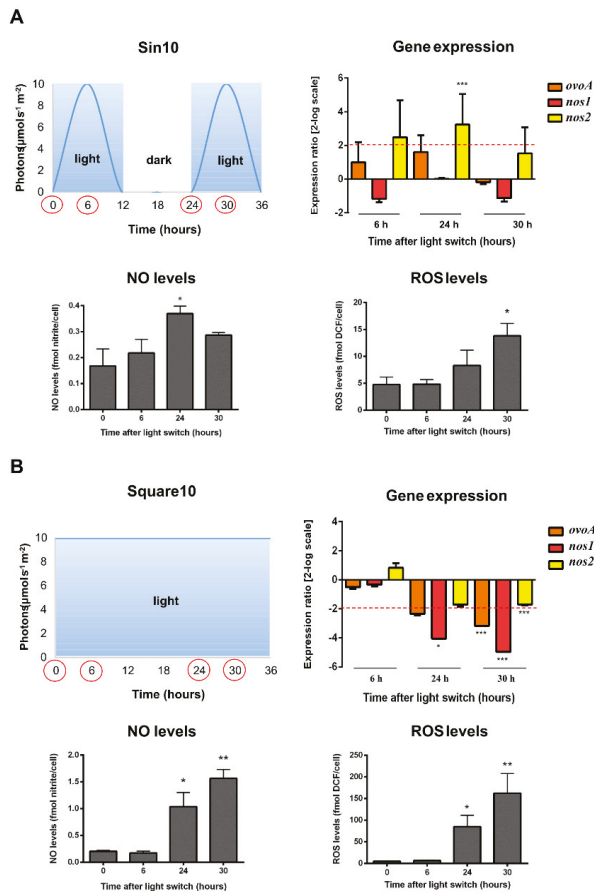 A
Sin10
Photons(µmol s⁻¹ m⁻²)
10
8
6
4
2
0
light
dark
light
0
6
12
18
24
30
36
Time (hours)
Gene expression
Expression ratio [2-log scale]
6
4
2
0
-2
***
ovoA
nos1
nos2
6 h
24 h
30 h
Time after light switch (hours)
NO levels
NO levels (fmol nitrite/cell)
0.4
0.3
0.2
0.1
0.0
*
0
6
24
30
Time after light switch (hours)
ROS levels
ROS levels (fmol DCF/cell)
20
15
10
5
0
*
0
6
24
30
Time after light switch (hours)
B
Square10
Photons(µmol s⁻¹ m⁻²)
10
8
6
4
2
0
light
0
6
12
18
24
30
36
Time (hours)
Gene expression
Expression ratio [2-log scale]
4
2
0
-2
-4
-6
*
***
***
***
ovoA
nos1
nos2
6 h
24 h
30 h
Time after light switch (hours)
NO levels
NO levels (fmol nitrite/cell)
2.0
1.5
1.0
0.5
0.0
*
**
0
6
24
30
Time after light switch (hours)
ROS levels
ROS levels (fmol DCF/cell)
250
200
150
100
50
0
*
**
0
6
24
30
Time after light switch (hours)